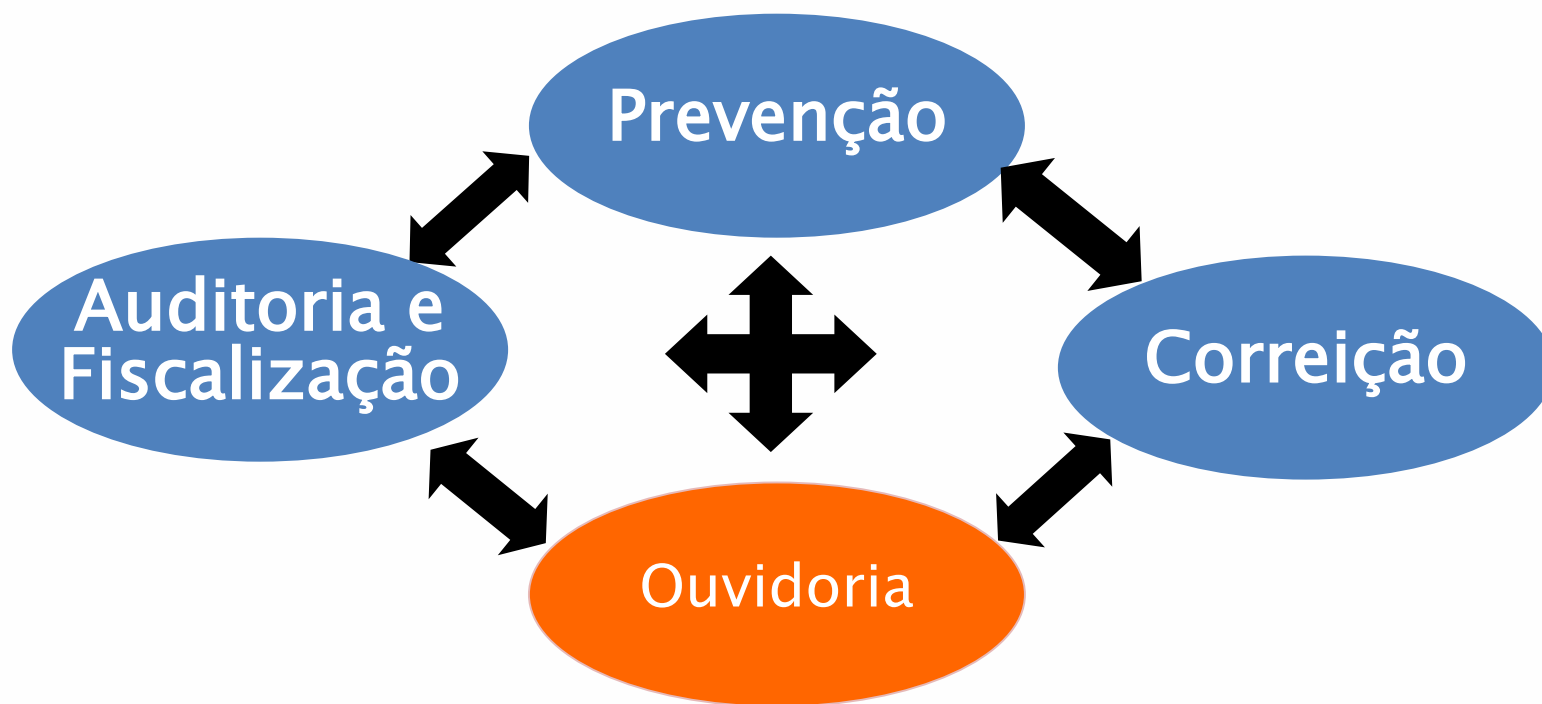 Prevenção
Auditoria e
Fiscalização
Correição
Ouvidoria